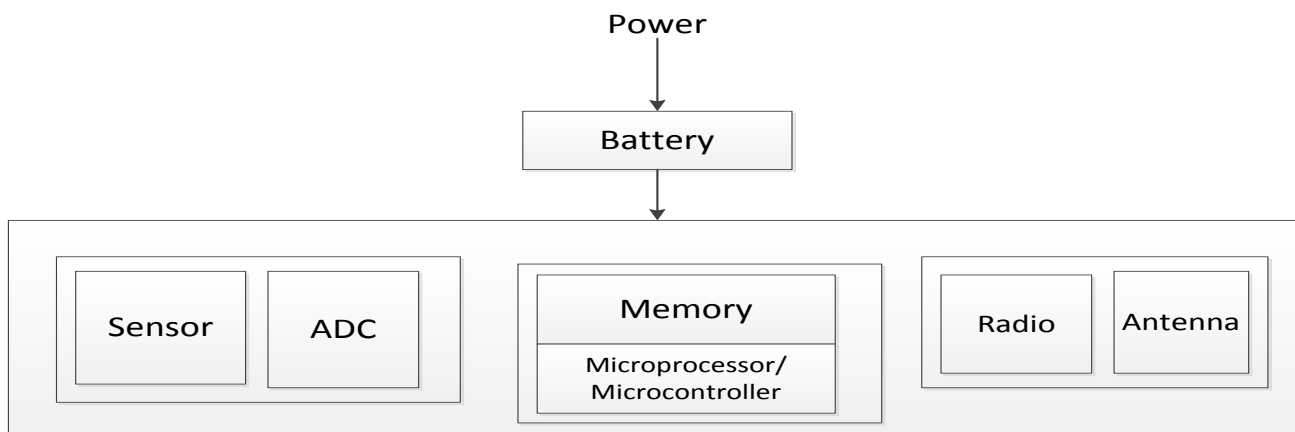 Power
Battery
Sensor
ADC
Memory
Microprocessor/
Microcontroller
Radio
Antenna